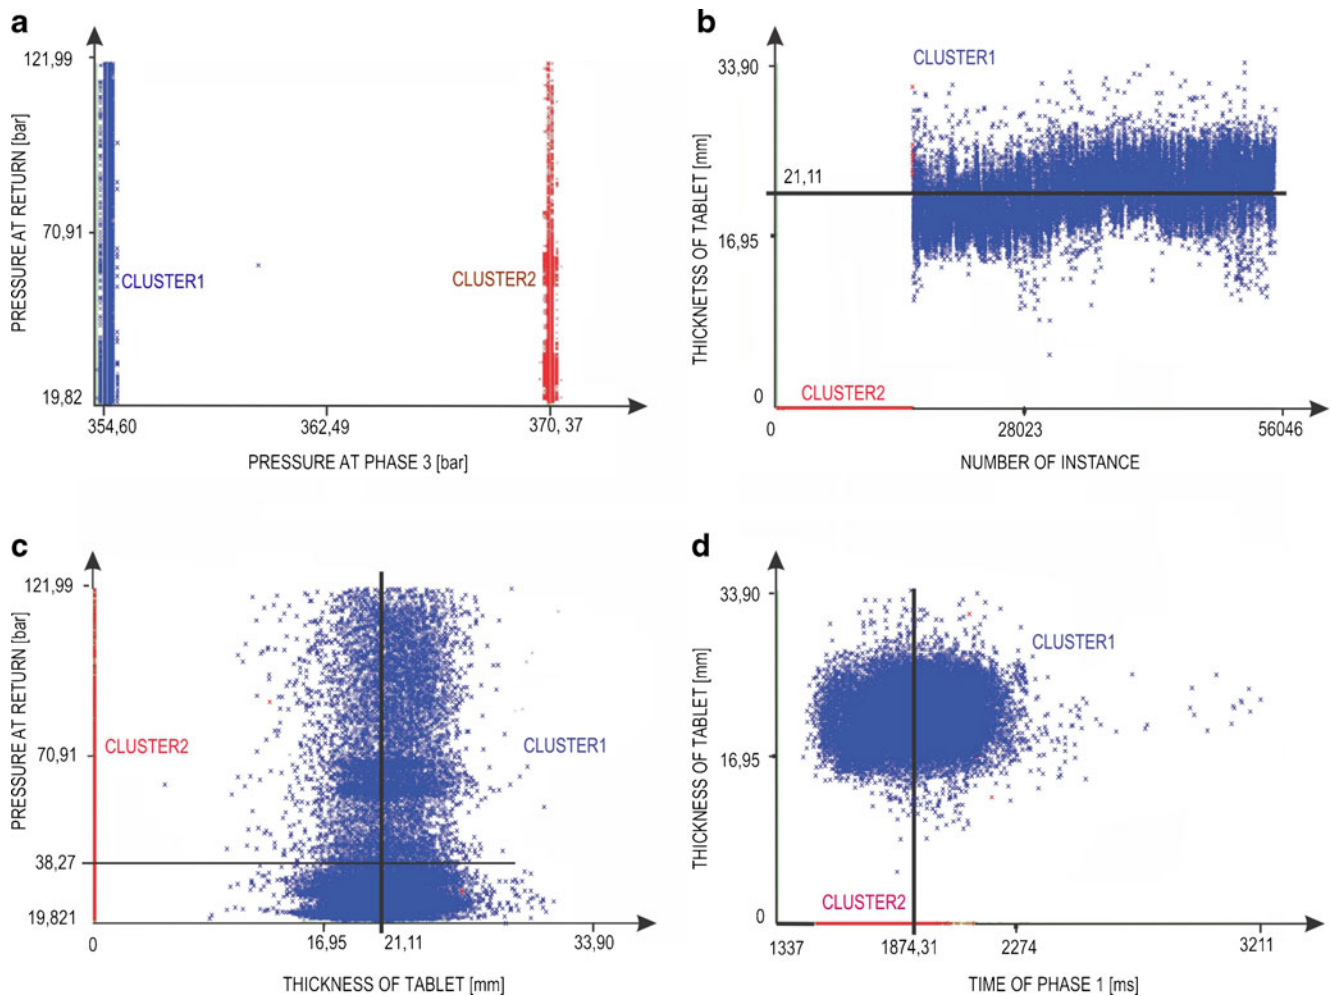 a
121,99
PRESSURE AT RETURN [bar]
70,91
CLUSTER1
CLUSTER2
19,82
354,60
362,49
370, 37
PRESSURE AT PHASE 3 [bar]
b
CLUSTER1
33,90
THICKNETSS OF TABLET [mm]
21,11
16,95
CLUSTER2
0
0
28023
56046
NUMBER OF INSTANCE
c
121,99
PRESSURE AT RETURN [bar]
CLUSTER2
CLUSTER1
70,91
38,27
19,821
0
16,95
21,11
33,90
THICKNESS OF TABLET [mm]
d
33,90
CLUSTER1
THICKNESS OF TABLET [mm]
16,95
CLUSTER2
0
1337
1874,31
2274
3211
TIME OF PHASE 1 [ms]